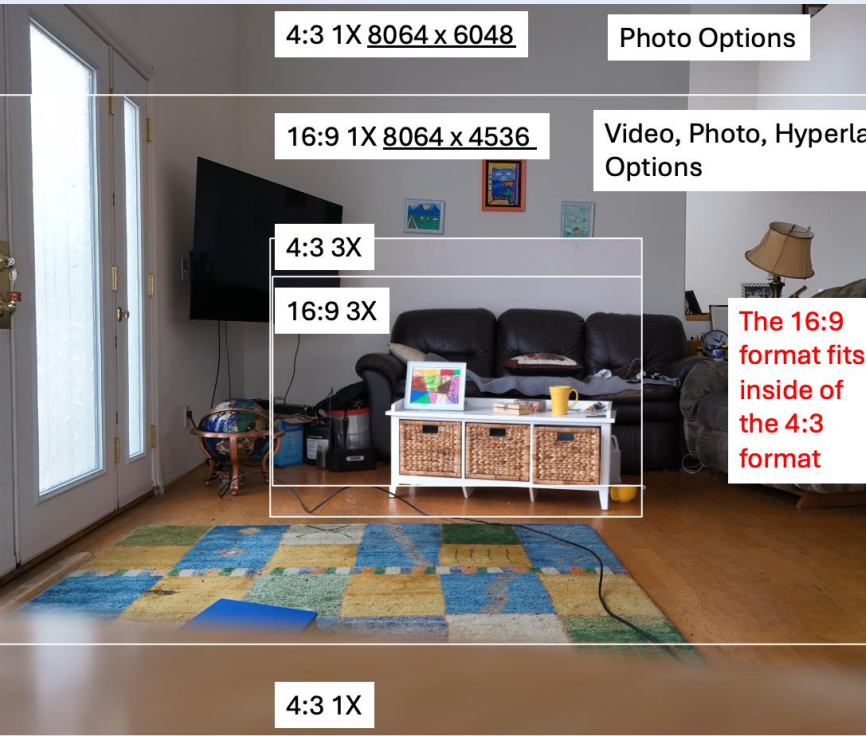 4:3 1X 8064 x 6048
Photo Options
16:9 1X 8064 x 4536
Video, Photo, Hyperla
Options
4:3 3X
16:9 3X
The 16:9
format fits
inside of
the 4:3
format
4:3 1X